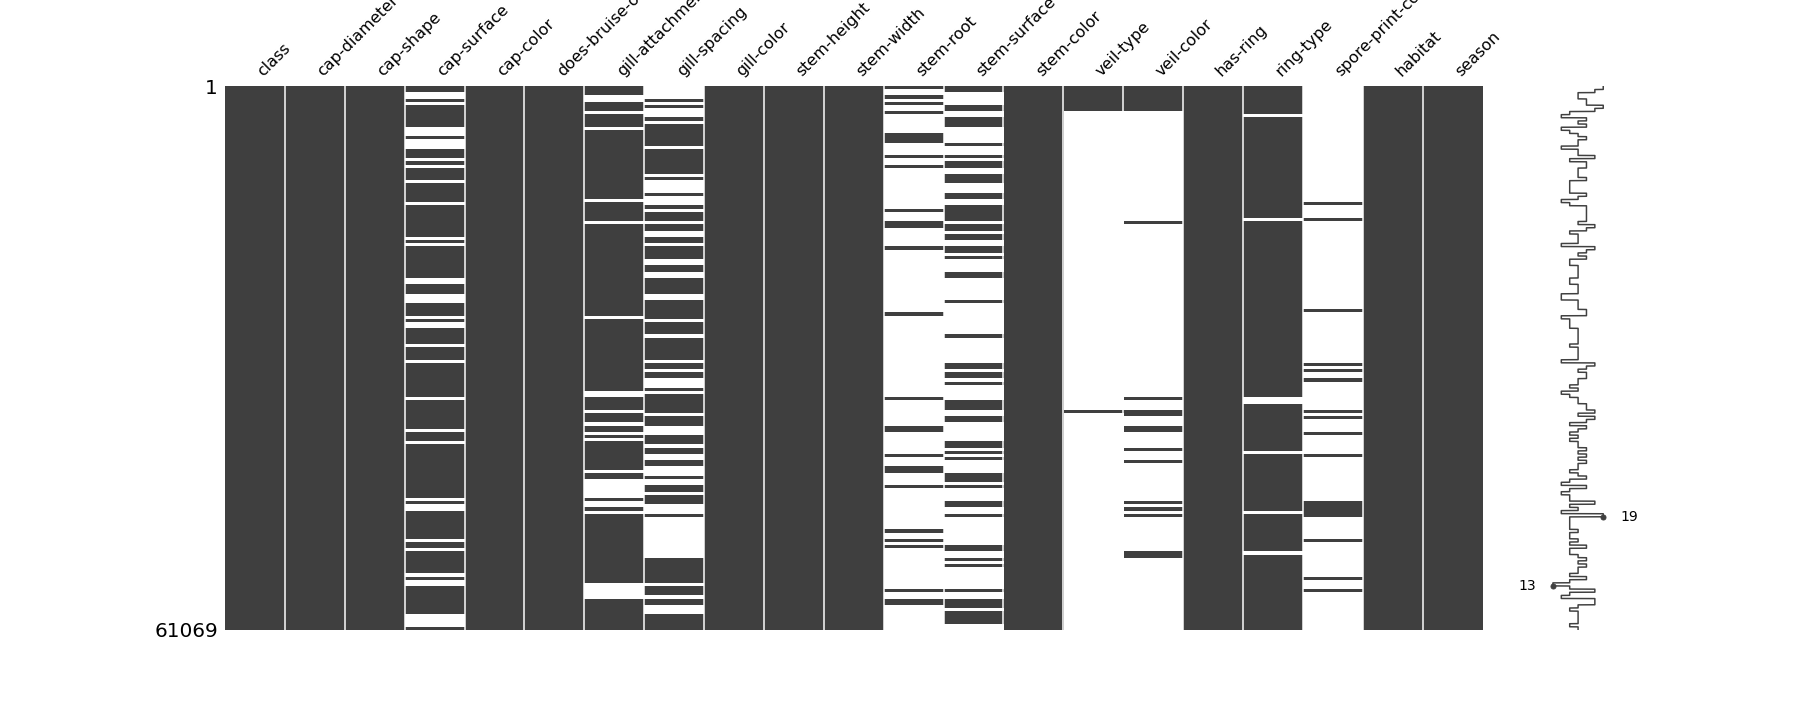 class
cap-diameter
cap-shape
cap-surface
cap-color
does-bruise-o
gill-attachmen
gill-spacing
gill-color
stem-height
stem-width
stem-root
stem-surface
stem-color
veil-type
veil-color
has-ring
ring-type
spore-print-co
habitat
season
1
19
13
61069